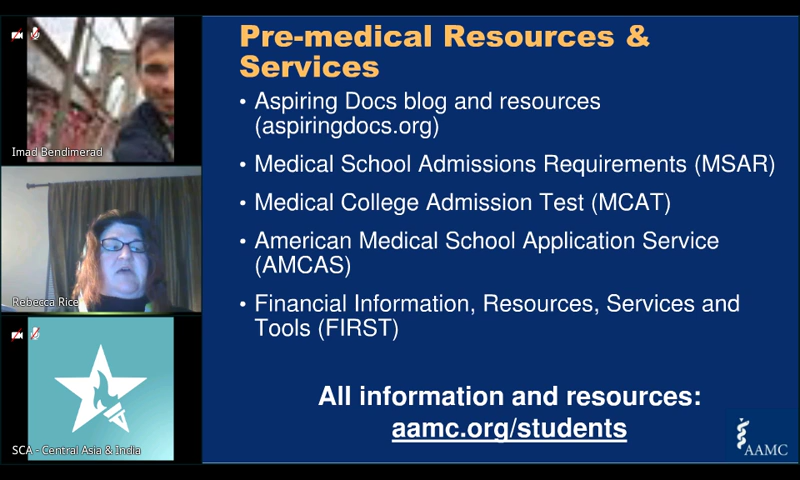 Imad Bendimerad
Rebecca Rice
SCA - Central Asia & India
Pre-medical Resources &
Services
• Aspiring Docs blog and resources
(aspiringdocs.org)
• Medical School Admissions Requirements (MSAR)
• Medical College Admission Test (MCAT)
• American Medical School Application Service
(AMCAS)
• Financial Information, Resources, Services and
Tools (FIRST)
All information and resources:
aamc.org/students
AAMC